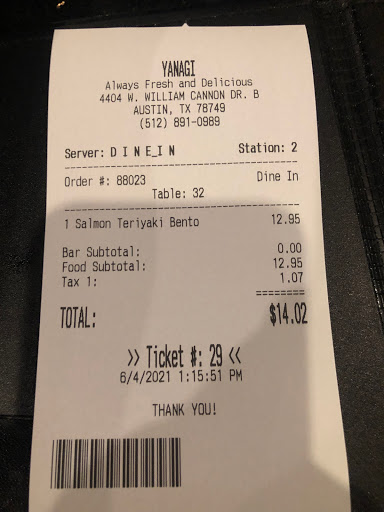 YANAGI
Always Fresh and Delicious
4404 W. WILLIAM CANNON DR. B
AUSTIN, TX 78749
(512) 891-0989
Server: D I N E_I N Station: 2
Order #: 88023 Dine In
Table: 32
1 Salmon Teriyaki Bento 12.95
Bar Subtotal: 0.00
Food Subtotal: 12.95
Tax 1: 1.07
========
TOTAL: $14.02
>> Ticket #: 29 <<
6/4/2021 1:15:51 PM
THANK YOU!